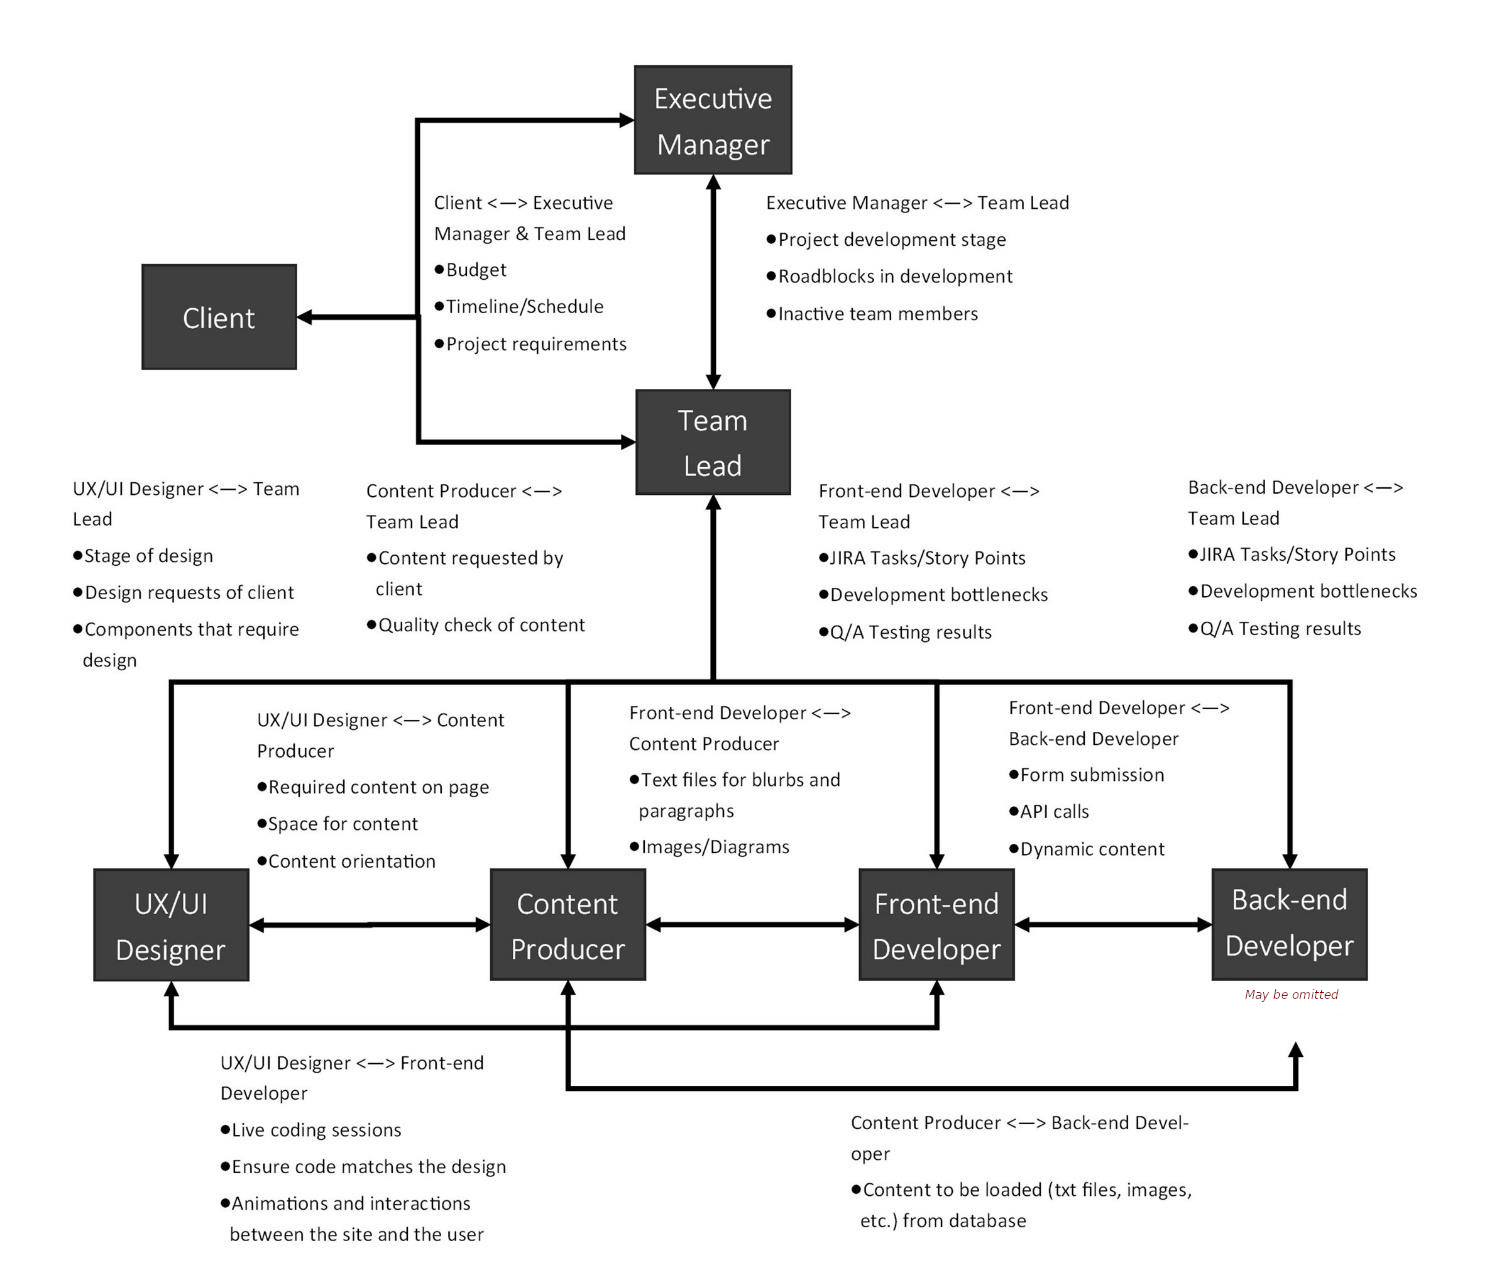 Executive
Manager
Client <—> Executive
Manager & Team Lead
●Budget
●Timeline/Schedule
●Project requirements
Executive Manager <—> Team Lead
●Project development stage
●Roadblocks in development
●Inactive team members
Client
Team
Lead
UX/UI Designer <—> Team
Lead
●Stage of design
●Design requests of client
●Components that require
design
Content Producer <—>
Team Lead
●Content requested by
client
●Quality check of content
Front-end Developer <—>
Team Lead
●JIRA Tasks/Story Points
●Development bottlenecks
●Q/A Testing results
Back-end Developer <—>
Team Lead
●JIRA Tasks/Story Points
●Development bottlenecks
●Q/A Testing results
UX/UI Designer <—> Content
Producer
●Required content on page
●Space for content
●Content orientation
Front-end Developer <—>
Content Producer
●Text files for blurbs and
paragraphs
●Images/Diagrams
Front-end Developer <—>
Back-end Developer
●Form submission
●API calls
●Dynamic content
UX/UI
Designer
Content
Producer
Front-end
Developer
Back-end
Developer
May be omitted
UX/UI Designer <—> Front-end
Developer
●Live coding sessions
●Ensure code matches the design
●Animations and interactions
between the site and the user
Content Producer <—> Back-end Devel-
oper
●Content to be loaded (txt files, images,
etc.) from database